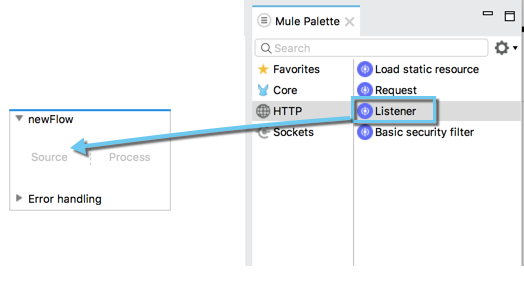 Mule Palette
Search
Favorites
Load static resource
Core
Request
HTTP
Listener
Sockets
Basic security filter
newFlow
Source
Process
Error handling